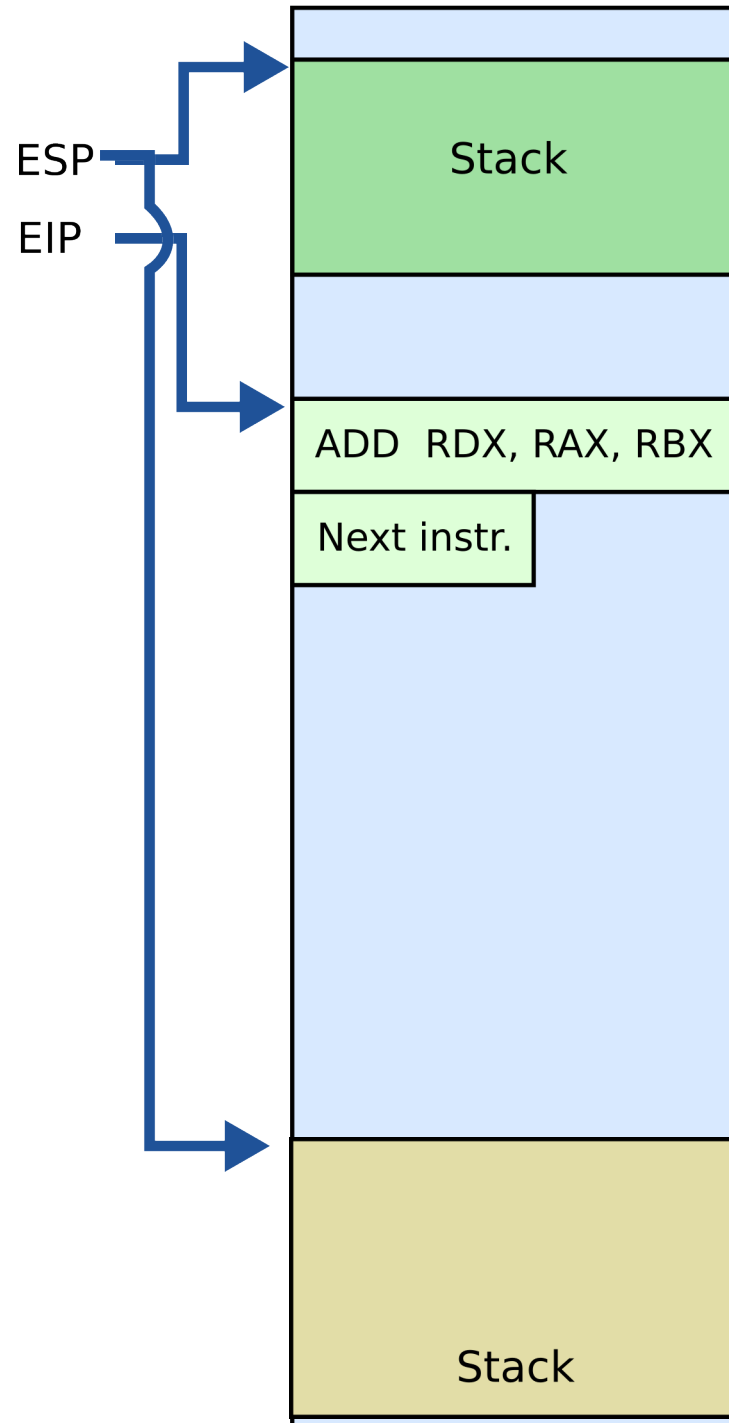 Stack
ESP
EIP
ADD  RDX, RAX, RBX
Next instr.
Stack